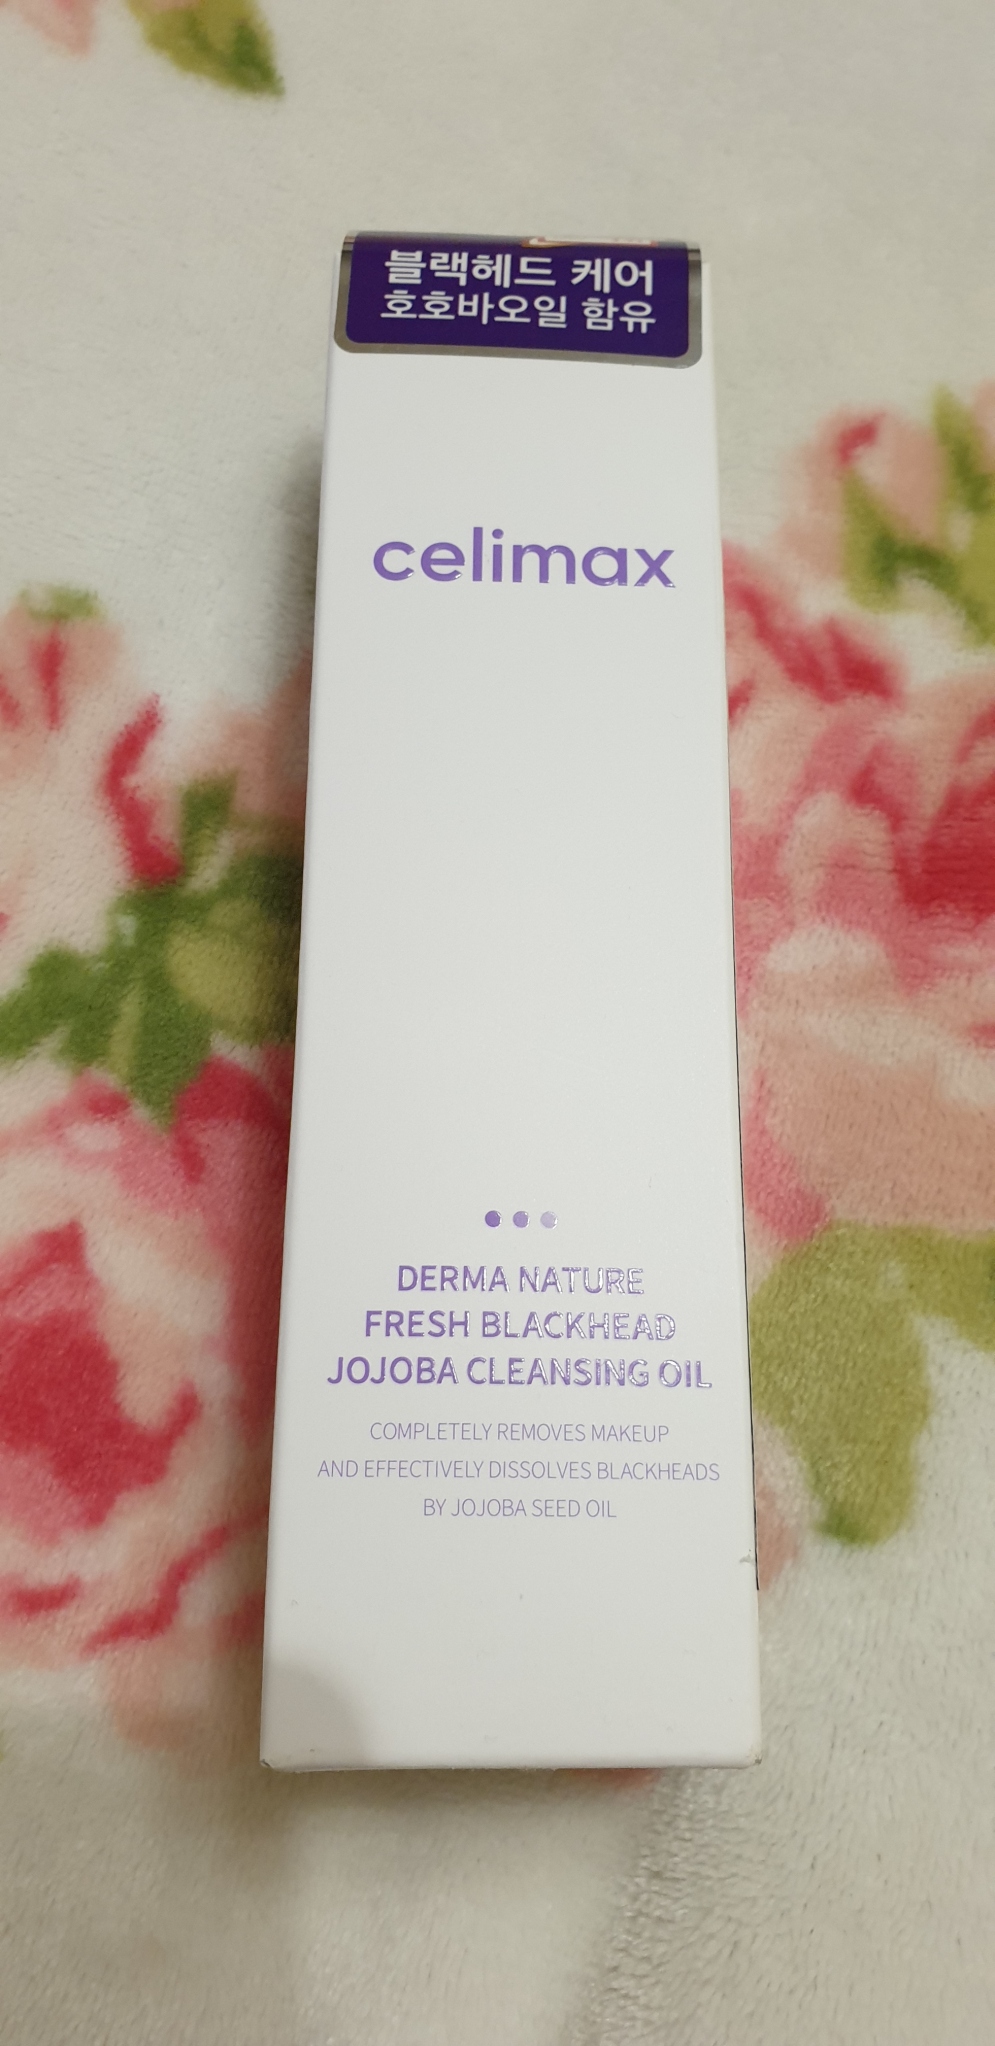 블랙헤드 케어
호호바오일 함유
celimax
DERMA NATURE
FRESH BLACKHEAD
JOJOBA CLEANSING OIL
COMPLETELY REMOVES MAKEUP
AND EFFECTIVELY DISSOLVES BLACKHEADS
BY JOJOBA SEED OIL